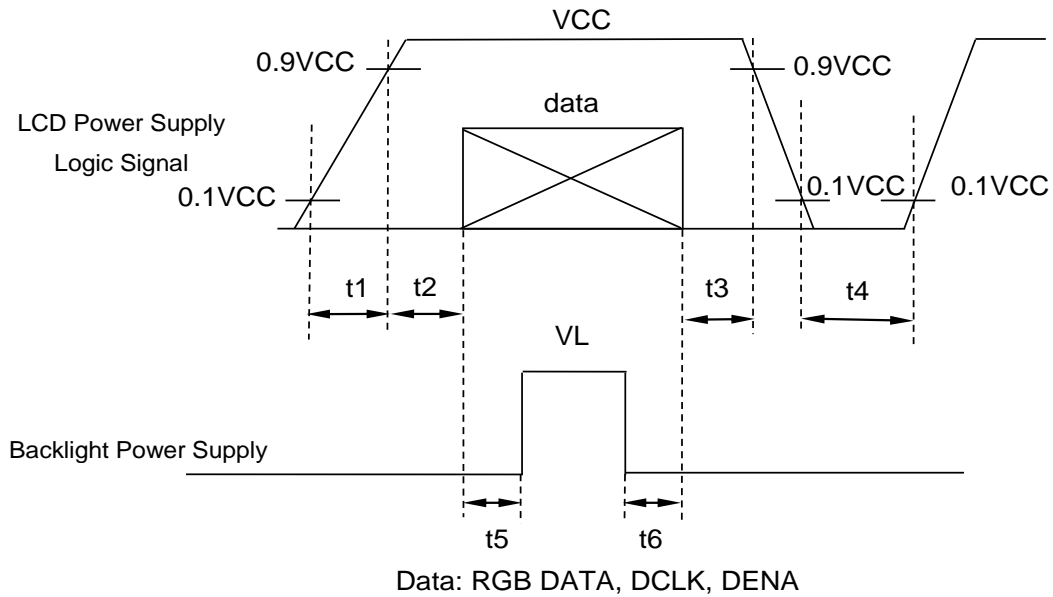 VCC
0.9VCC
0.9VCC
data
LCD Power Supply
Logic Signal
0.1VCC
0.1VCC
0.1VCC
t1
t2
t3
t4
VL
Backlight Power Supply
t5
t6
Data: RGB DATA, DCLK, DENA